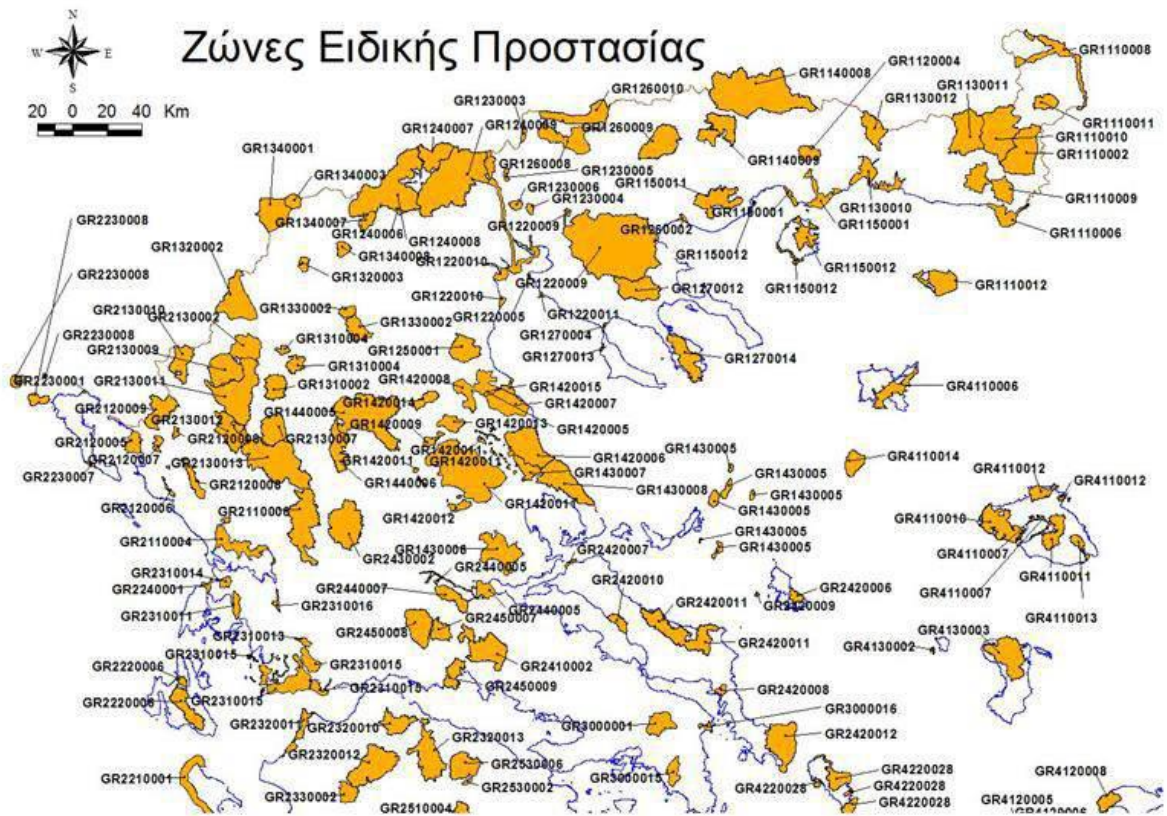 N
W E
S
Ζώνες Ειδικής Προστασίας
20 0 20 40 Km
GR1110008
GR1120004
GR1140008
GR1130011
GR1260010
GR1130012
GR1230003
GR1110011
GR1240007
GR1240009
GR1260009
GR1110010
GR1340001
GR1110002
GR1260008
GR1140009
GR1340003
GR1230005
GR1150011
GR1230006
GR1110009
GR1230004
GR1130010
GR1340007
GR2230008
GR1220009
GR1150001
GR1110006
GR1240006
GR1240008
GR1320002
GR1340008
GR1150012
GR1150012
GR1220010
GR2230008
GR1320003
GR1220009
GR1150012
GR1110012
GR1270012
GR1220010
GR2130010
GR1330002
GR1220005
GR1220011
GR2130002
GR1330002
GR1270004
GR2230008
GR1310004
GR2130009
GR1250001
GR1270013
GR1270014
GR1310004
GR2230001
GR2130011
GR1420008
GR1310002
GR1420015
GR4110006
GR1420014
GR1420007
GR2120009
GR1440005
GR2130012
GR1420009
GR1420013
GR1420005
GR2120005
GR2120008
GR2130007
GR1420011
GR1430005
GR2120007
GR1420006
GR4110014
GR2130013
GR1420011
GR1420011
GR1430007
GR4110012
GR2230007
GR1430005
GR4110012
GR2120008
GR1440006
GR1430008
GR1430005
GR2120006
GR1420011
GR1430005
GR2110006
GR1420012
GR4110010
GR1430005
GR2110004
GR1430006
GR2420007
GR1430005
GR4110007
GR2430002
GR2440005
GR2310014
GR4110011
GR2440007
GR2420010
GR2420006
GR2240001
GR4110007
GR2310011
GR2310016
GR2440005
GR2420011
GR2420009
GR2450007
GR4110013
GR2450008
GR4130003
GR2310013
GR2420011
GR4130002
GR2310015
GR2220006
GR2310015
GR2410002
GR2450009
GR2420008
GR2310015
GR2310015
GR2220006
GR3000016
GR2320011
GR2320010
GR3000001
GR2320013
GR2420012
GR2320012
GR2530006
GR2210001
GR3000015
GR4220028
GR4120008
GR2530002
GR4220028
GR4220028
GR2330002
GR4120005
GR2510004
GR4220028